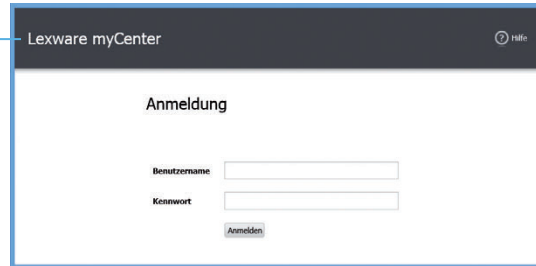 Lexware myCenter
Hilfe
Anmeldung
Benutzername
Kennwort
Anmelden